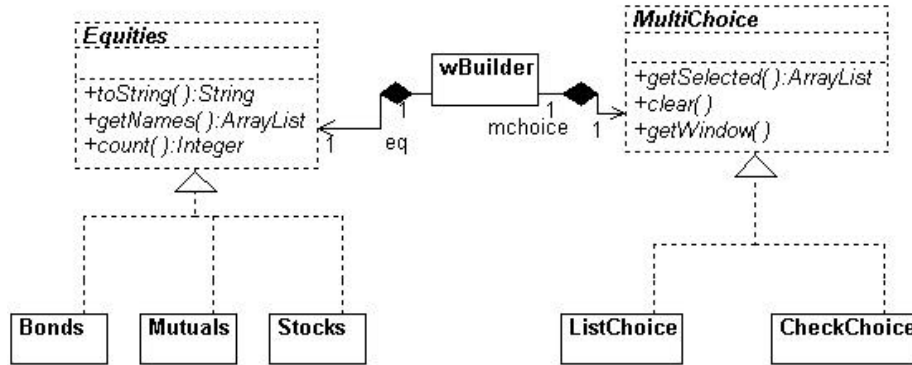 Equities
+toString():String
+getNames():ArrayList
+count():Integer
wBuilder
1
1
eq
1
mchoice
1
MultiChoice
+getSelected():ArrayList
+clear()
+getWindow()
Bonds
Mutuals
Stocks
ListChoice
CheckChoice